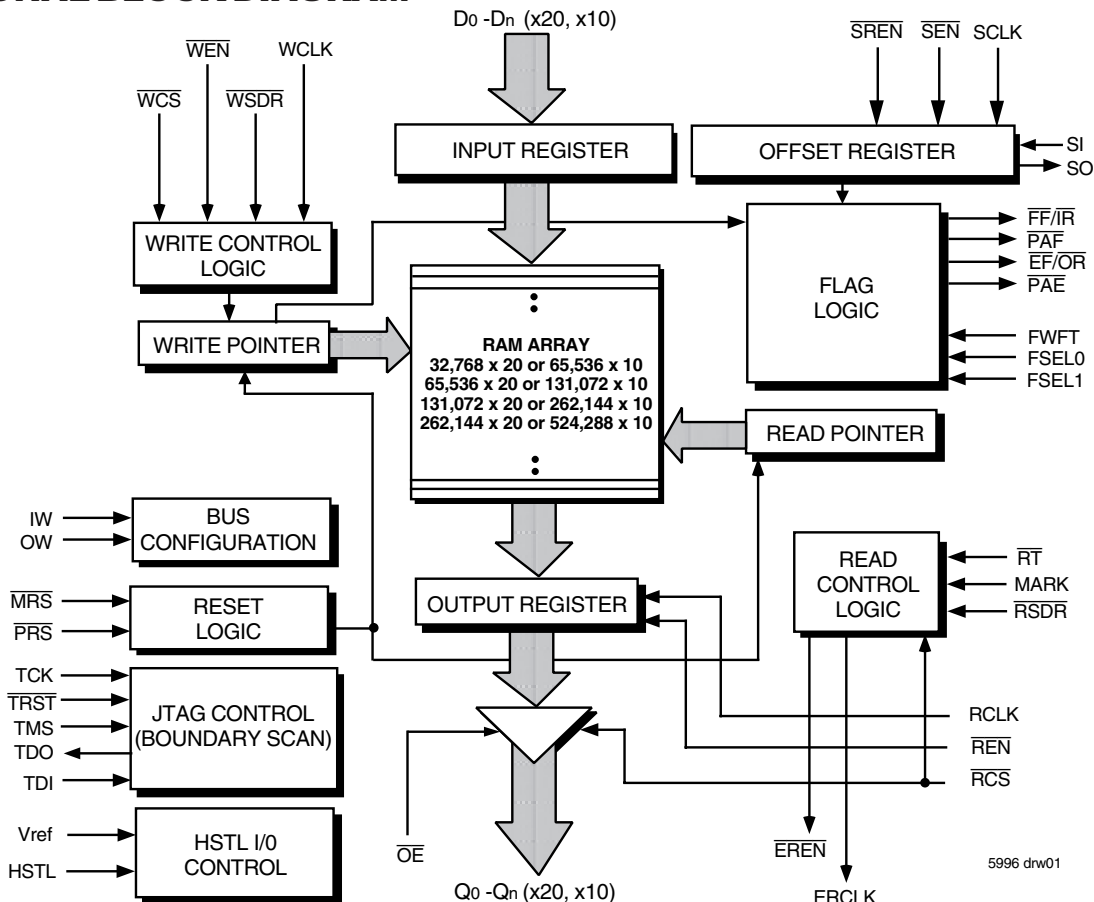 D0 -Dn (x20, x10)
WEN
WCLK
WCS
WSDR
SREN
SEN
SCLK
INPUT REGISTER
OFFSET REGISTER
SI
SO
WRITE CONTROL
LOGIC
FLAG
LOGIC
FF/IR
PAF
EF/OR
PAE
FWFT
FSEL0
FSEL1
WRITE POINTER
RAM ARRAY
32,768 x 20 or 65,536 x 10
65,536 x 20 or 131,072 x 10
131,072 x 20 or 262,144 x 10
262,144 x 20 or 524,288 x 10
READ POINTER
IW
OW
BUS
CONFIGURATION
READ
CONTROL
LOGIC
RT
MARK
RSDR
MRS
PRS
RESET
LOGIC
OUTPUT REGISTER
TCK
TRST
TMS
TDO
TDI
JTAG CONTROL
(BOUNDARY SCAN)
RCLK
REN
RCS
Vref
HSTL
HSTL I/0
CONTROL
OE
EREN
5996 drw01
Q0 -Qn (x20, x10)
ERCLK